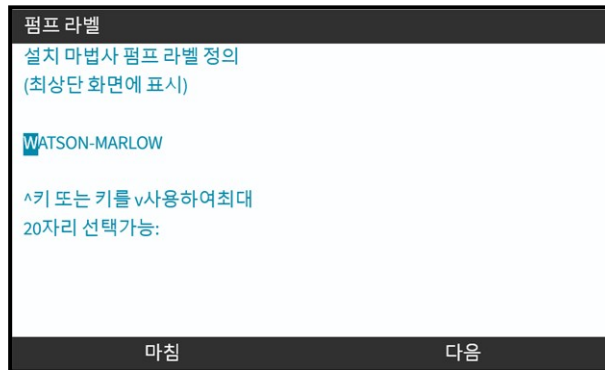 펌프 라벨
설치 마법사 펌프 라벨 정의
(최상단 화면에 표시)
WATSON-MARLOW
^키 또는 키를 v사용하여최대
20자리 선택가능:
마침 다음